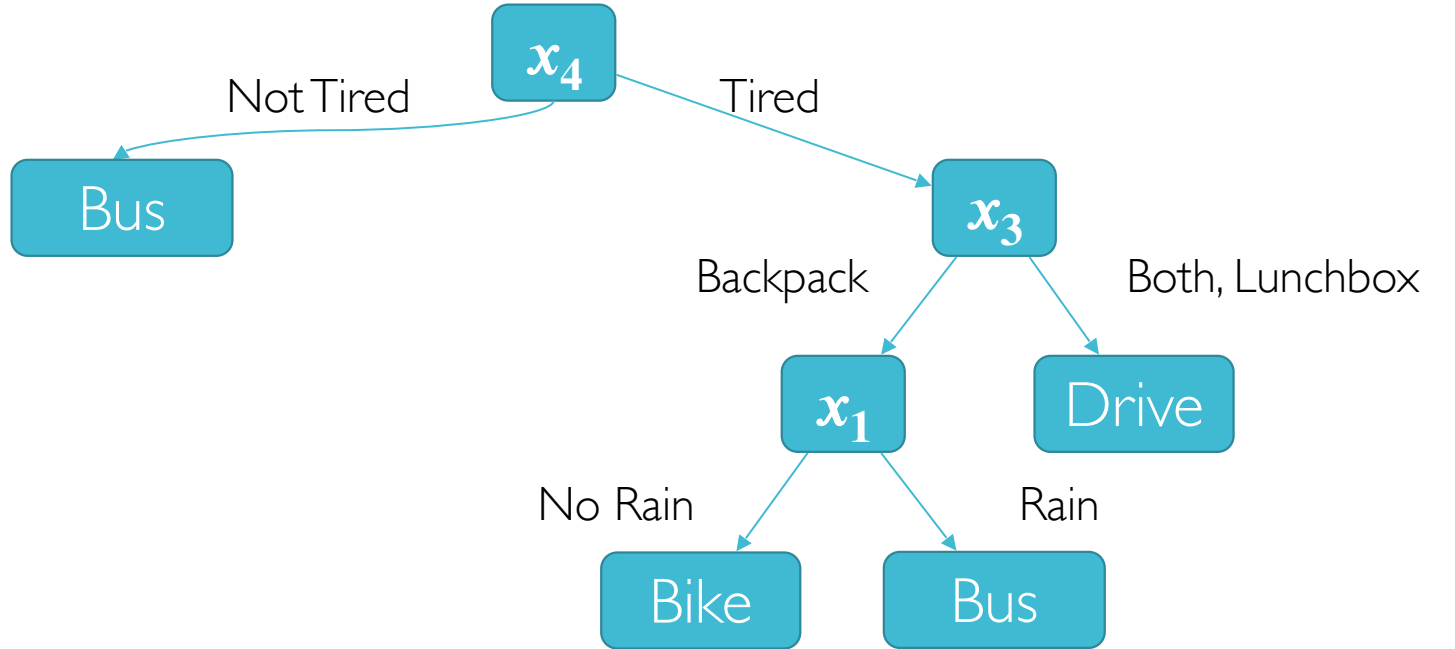 x4
Not Tired
Tired
Bus
x3
Backpack
Both, Lunchbox
x1
Drive
No Rain
Rain
Bike
Bus